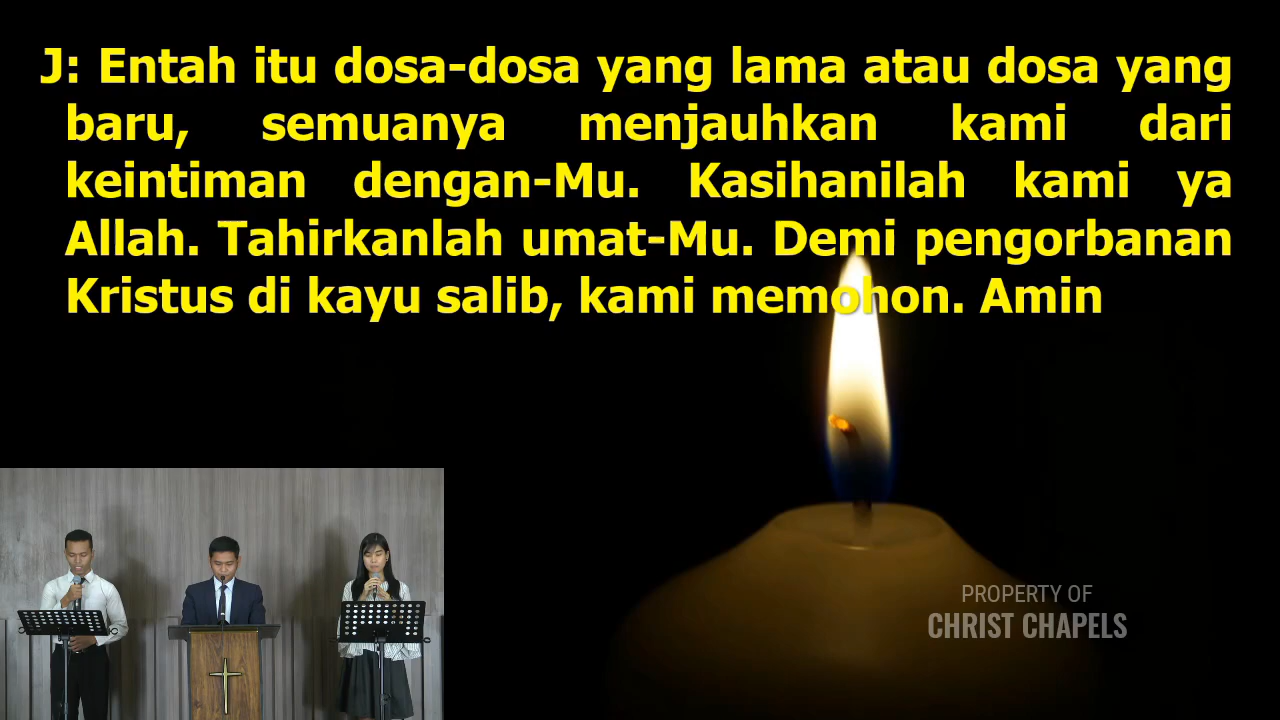 J: Entah itu dosa-dosa yang lama atau dosa yang
baru, semuanya menjauhkan kami dari
keintiman dengan-Mu. Kasihanilah kami ya
Allah. Tahirkanlah umat-Mu. Demi pengorbanan
Kristus di kayu salib, kami memohon. Amin
PROPERTY OF
CHRIST CHAPELS